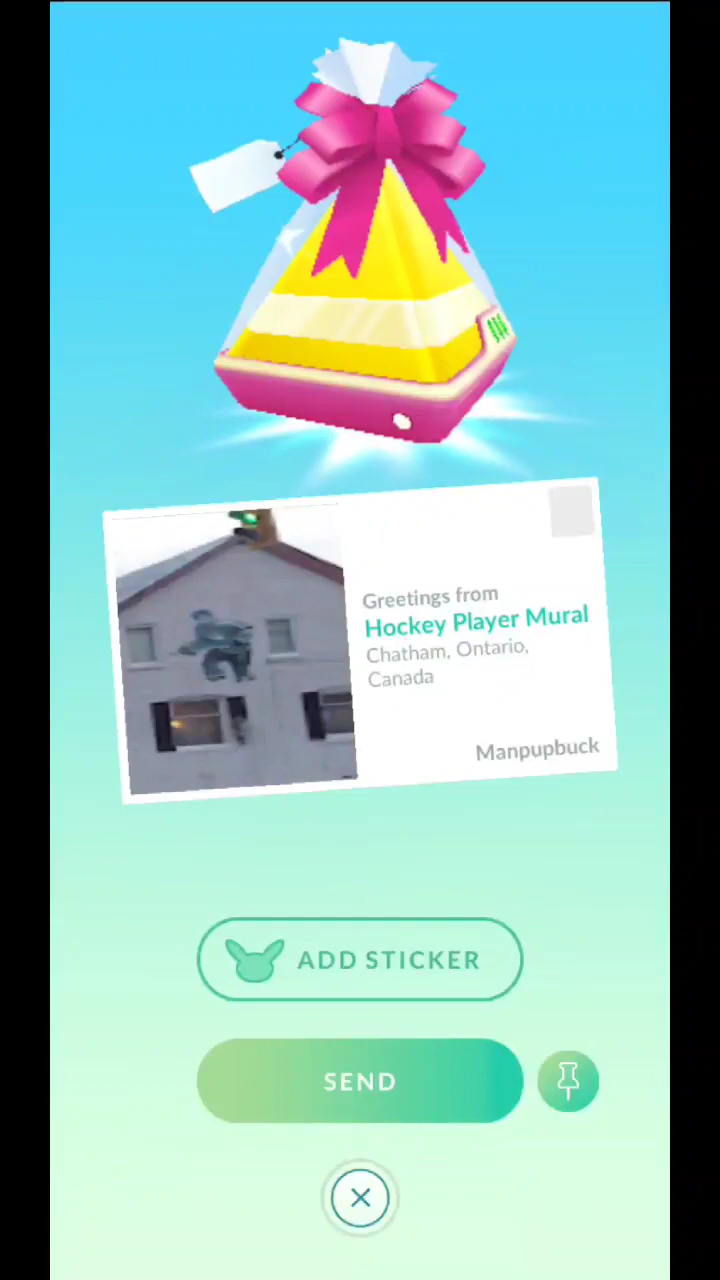 Greetings from
Hockey Player Mural
Chatham, Ontario,
Canada
Manpupbuck
ADD STICKER
SEND